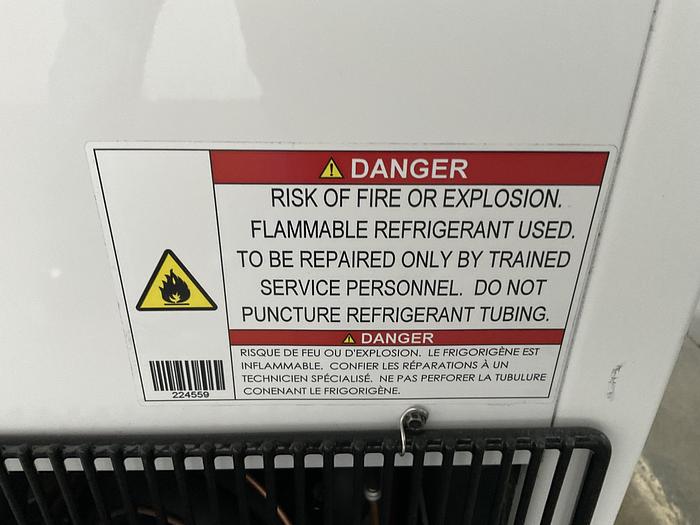 DANGER
RISK OF FIRE OR EXPLOSION.
FLAMMABLE REFRIGERANT USED.
TO BE REPAIRED ONLY BY TRAINED
SERVICE PERSONNEL. DO NOT
PUNCTURE REFRIGERANT TUBING.
DANGER
RISQUE DE FEU OU D'EXPLOSION. LE FRIGORIGÈNE EST
INFLAMMABLE. CONFIER LES RÉPARATIONS À UN
TECHNICIEN SPÉCIALISÉ. NE PAS PERFORER LA TUBULURE
CONENANT LE FRIGORIGÈNE.
224559